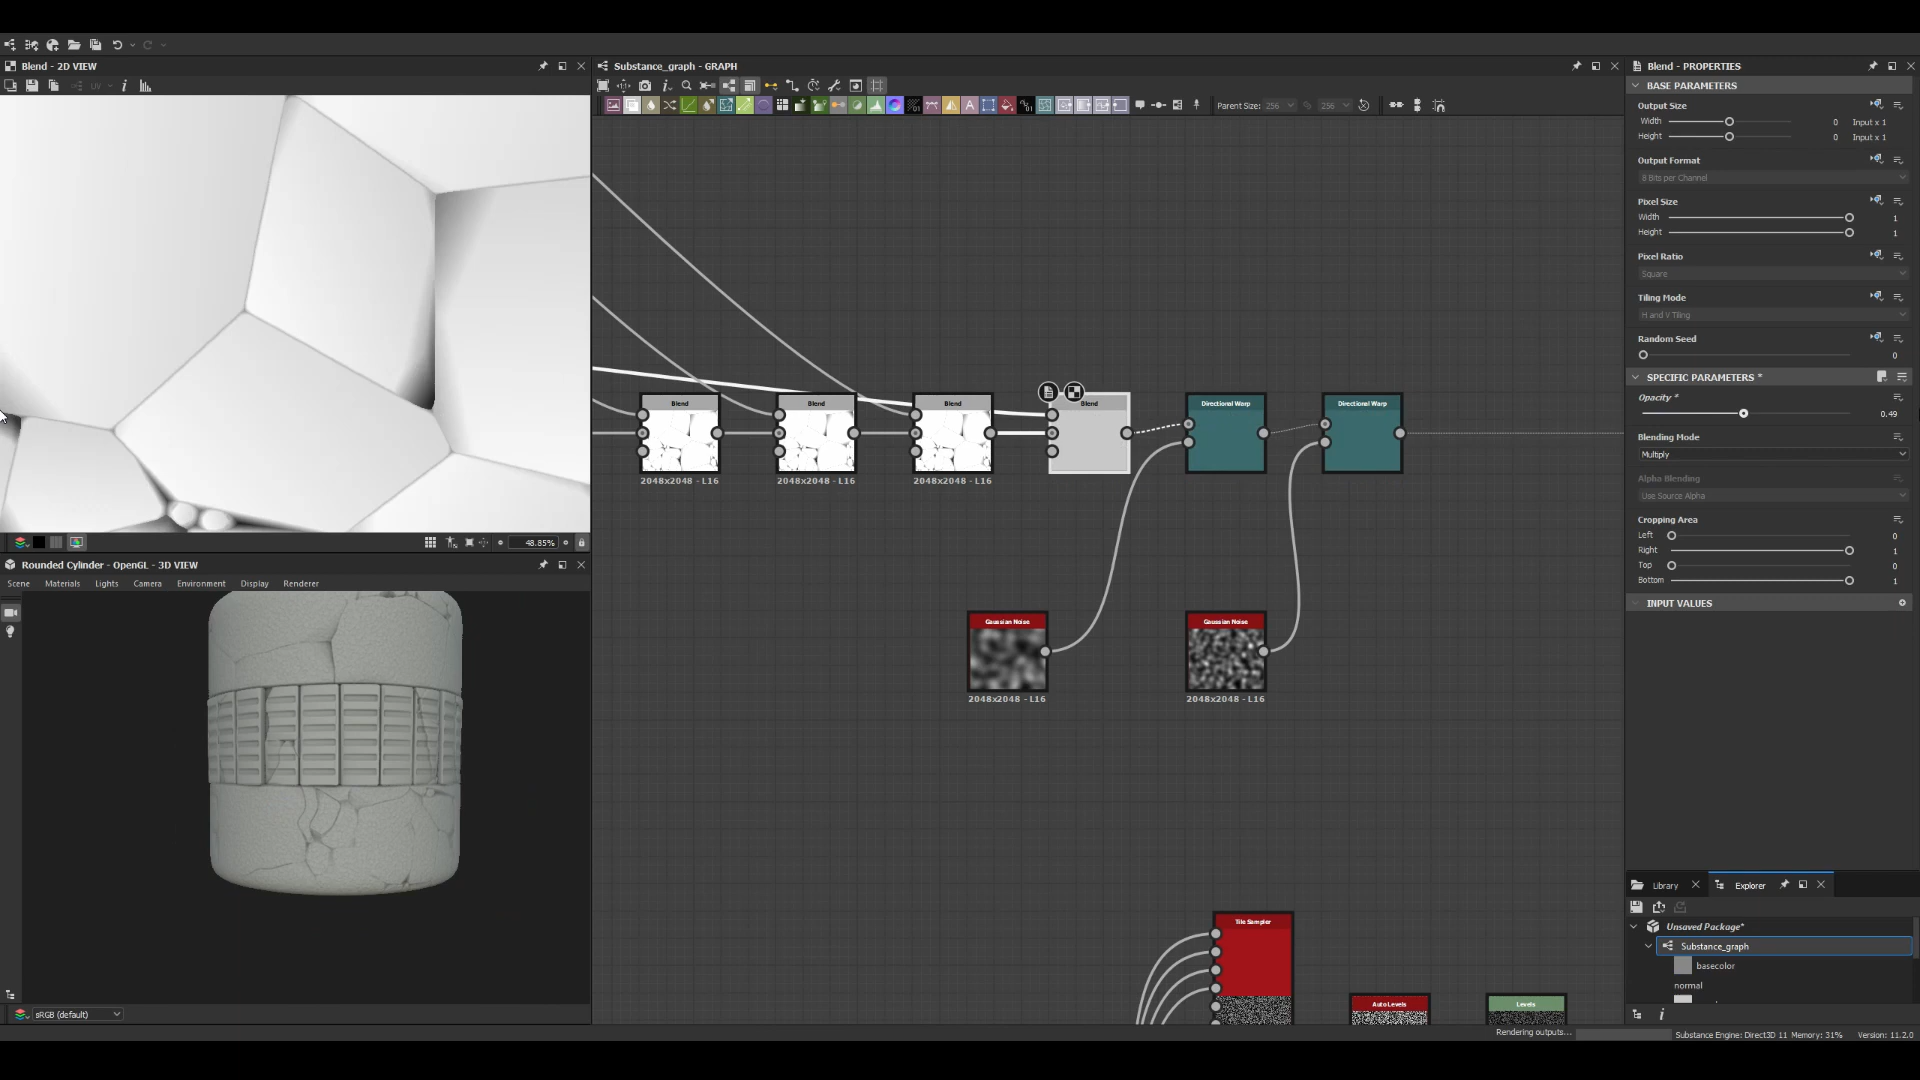 Blend - 2D VIEW
UV
48.85%
Rounded Cylinder - OpenGL - 3D VIEW
Scene
Materials
Lights
Camera
Environment
Display
Renderer
sRGB (default)
Substance_graph - GRAPH
Parent Size: 256
256
Blend
Blend
Blend
Blend
Directional Warp
Directional Warp
2048x2048 - L16
2048x2048 - L16
2048x2048 - L16
Gaussian Noise
Gaussian Noise
2048x2048 - L16
2048x2048 - L16
Tile Sampler
Auto Levels
Levels
Rendering outputs...
Blend - PROPERTIES
BASE PARAMETERS
Output Size
Width 0 Input x 1
Height 0 Input x 1
Output Format
8 Bits per Channel
Pixel Size
Width 1
Height 1
Pixel Ratio
Square
Tiling Mode
H and V Tiling
Random Seed
0
SPECIFIC PARAMETERS *
Opacity *
0.49
Blending Mode
Multiply
Alpha Blending
Use Source Alpha
Cropping Area
Left 0
Right 1
Top 0
Bottom 1
INPUT VALUES
Library
Explorer
Unsaved Package*
Substance_graph
basecolor
normal
Substance Engine: Direct3D 11 Memory: 31%
Version: 11.2.0